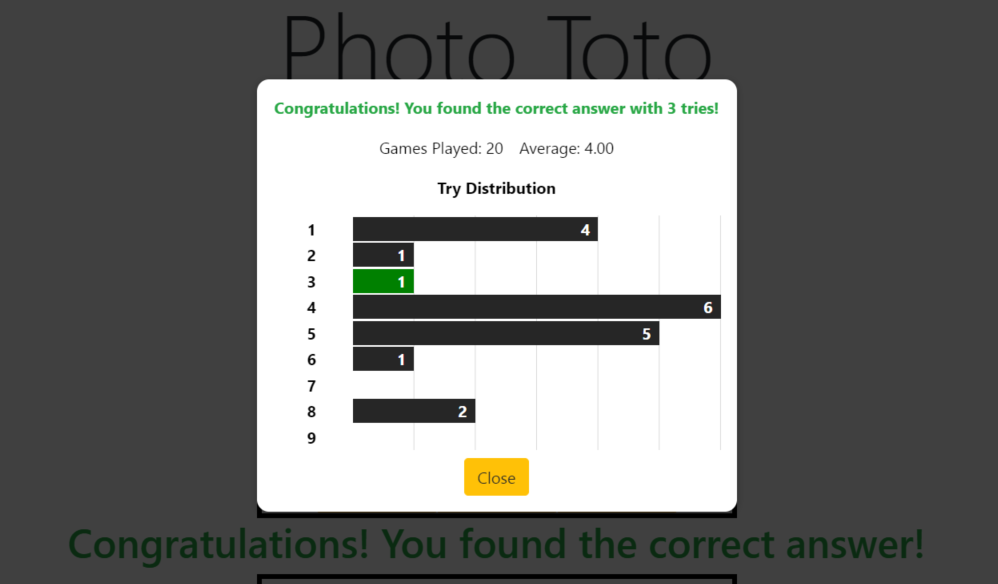 Photo Toto
Congratulations! You found the correct answer with 3 tries!
Games Played: 20 Average: 4.00
Try Distribution
1 4
2 1
3 1
4 6
5 5
6 1
7
8 2
9
Close
Congratulations! You found the correct answer!